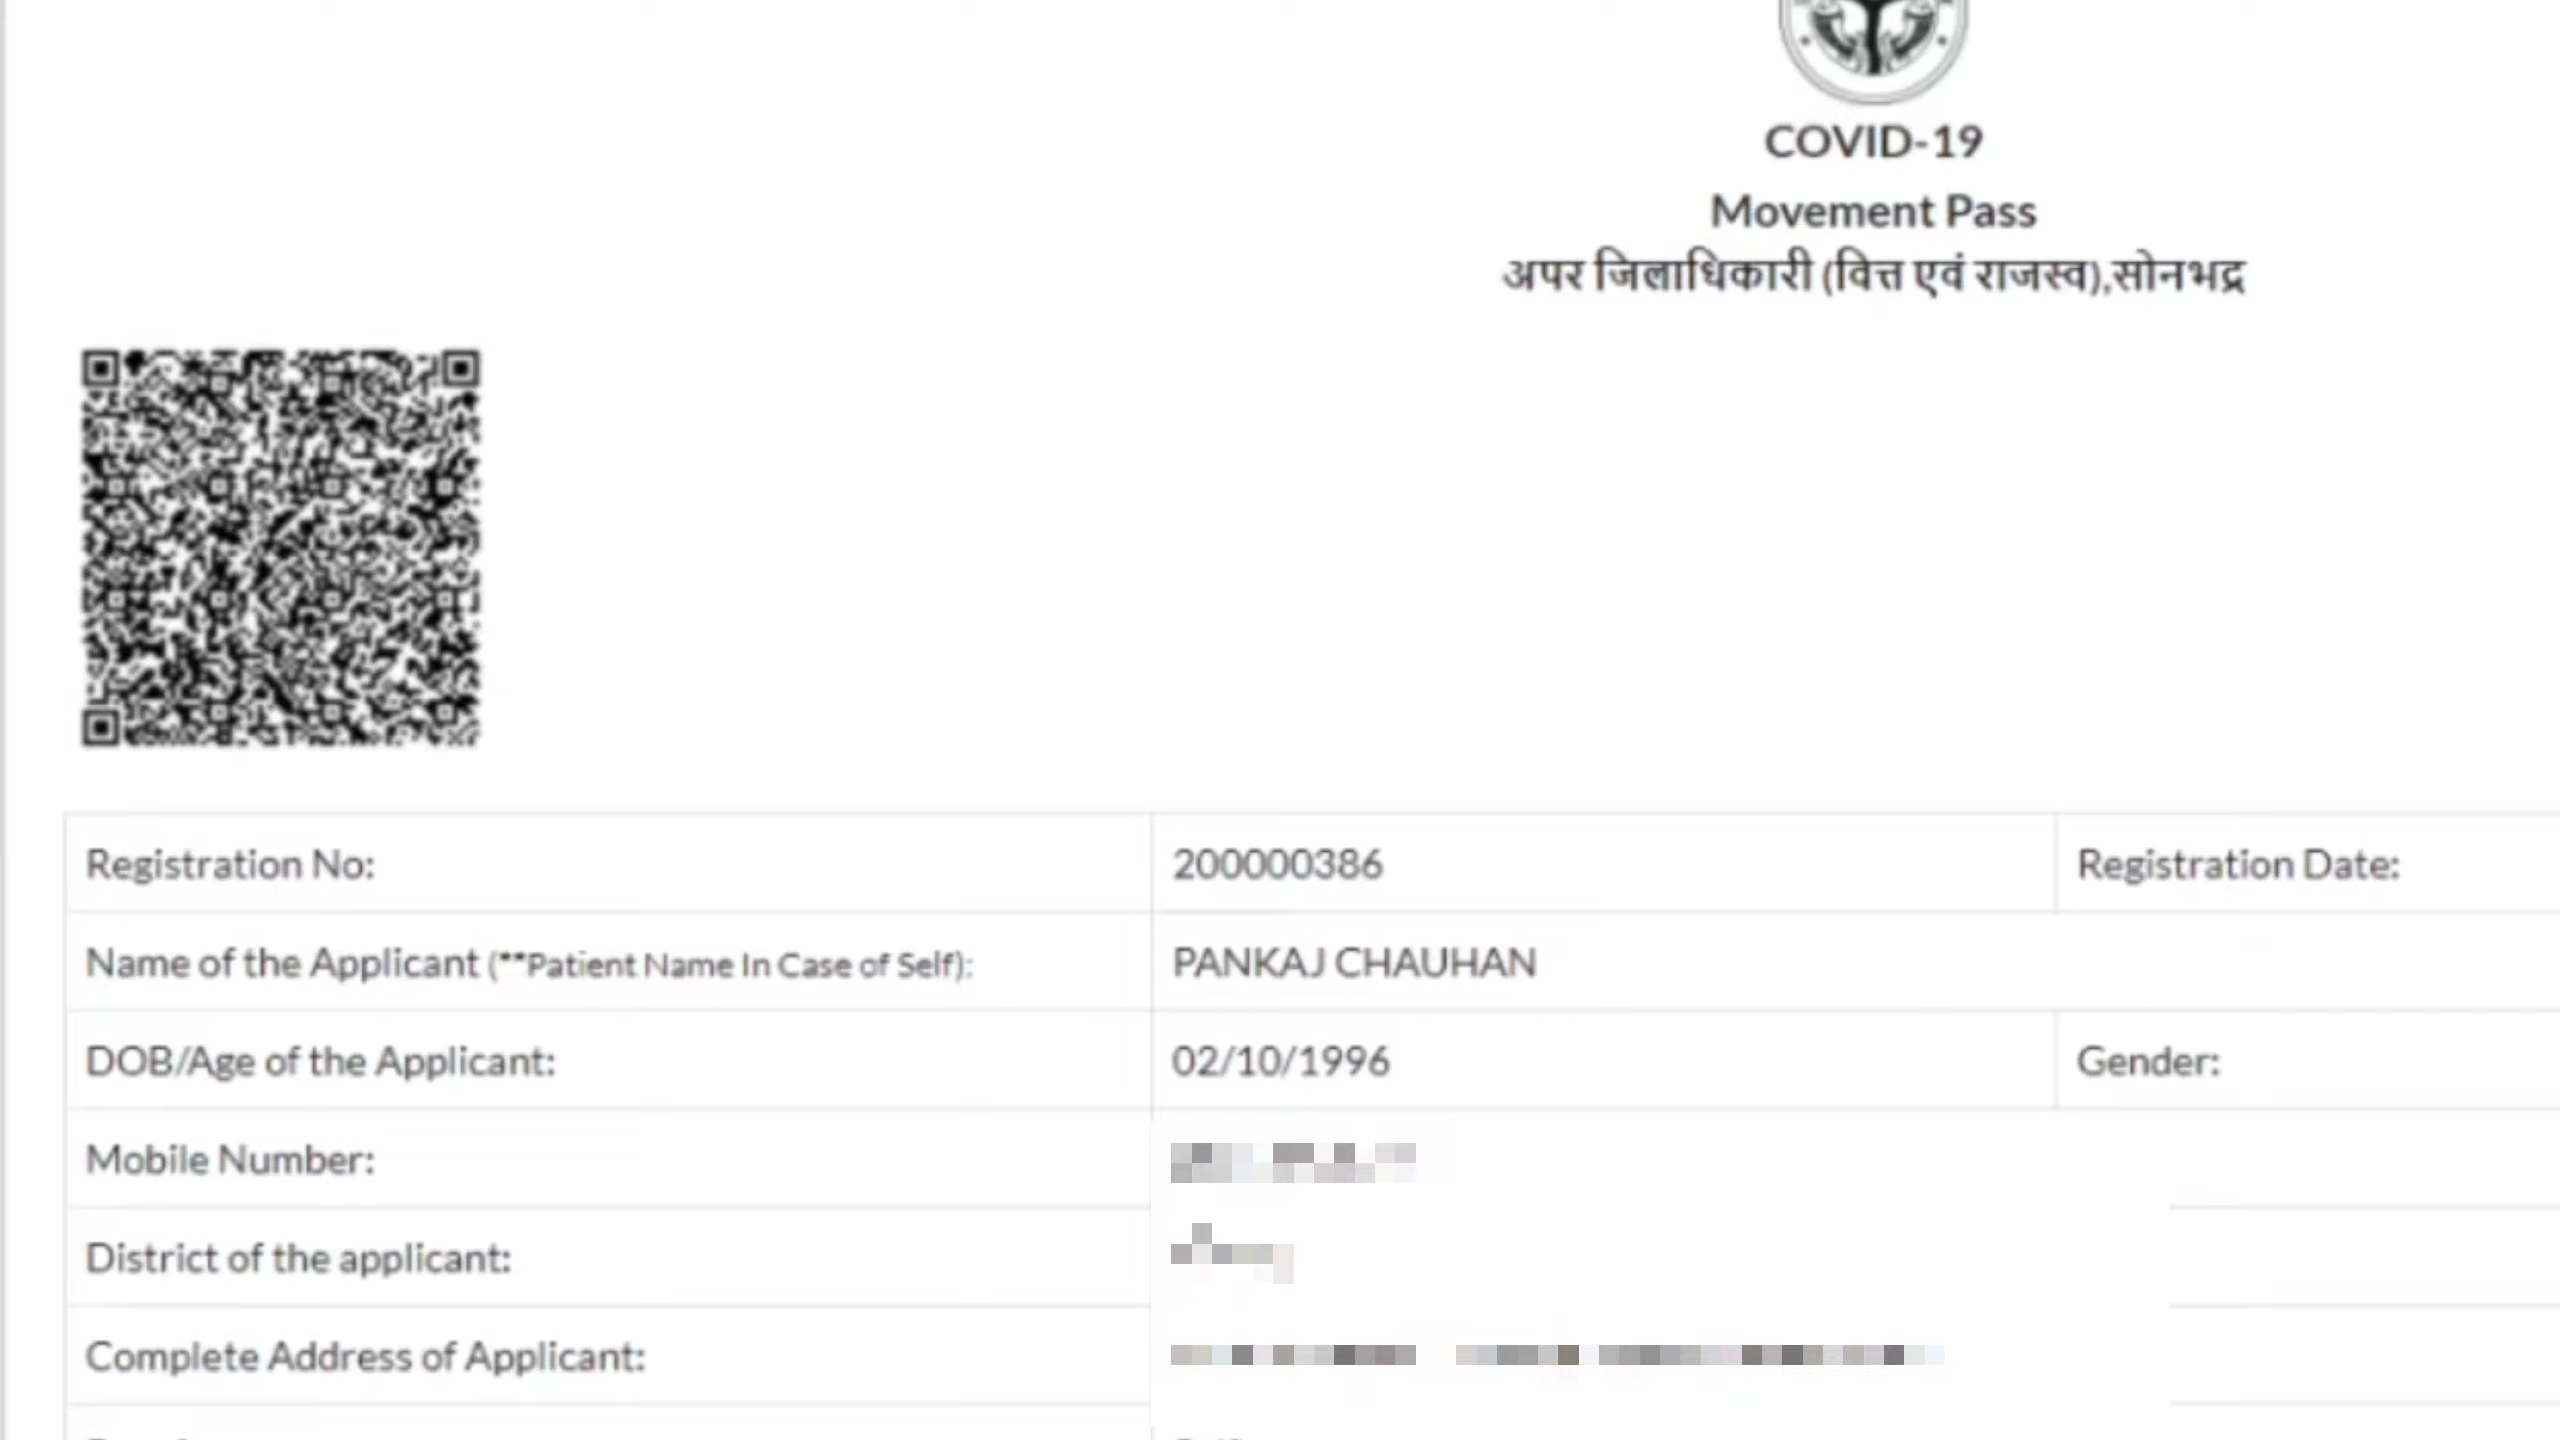 COVID-19
Movement Pass
अपर जिलाधिकारी (वित्त एवं राजस्व),सोनभद्र
Registration No: 200000386 Registration Date:
Name of the Applicant (**Patient Name In Case of Self): PANKAJ CHAUHAN
DOB/Age of the Applicant: 02/10/1996 Gender:
Mobile Number:
District of the applicant:
Complete Address of Applicant: